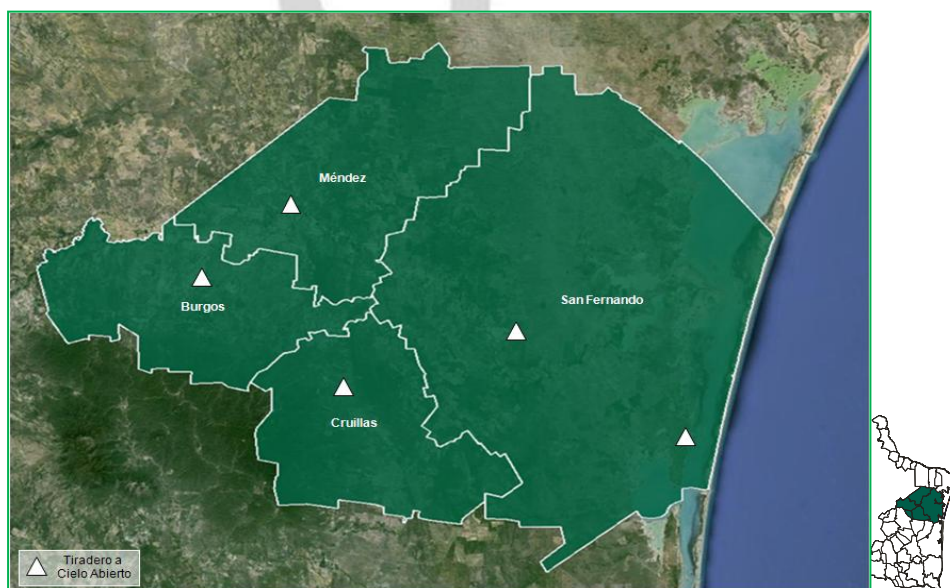 Méndez
San Fernando
Burgos
Cruillas
Tiradero a
Cielo Abierto